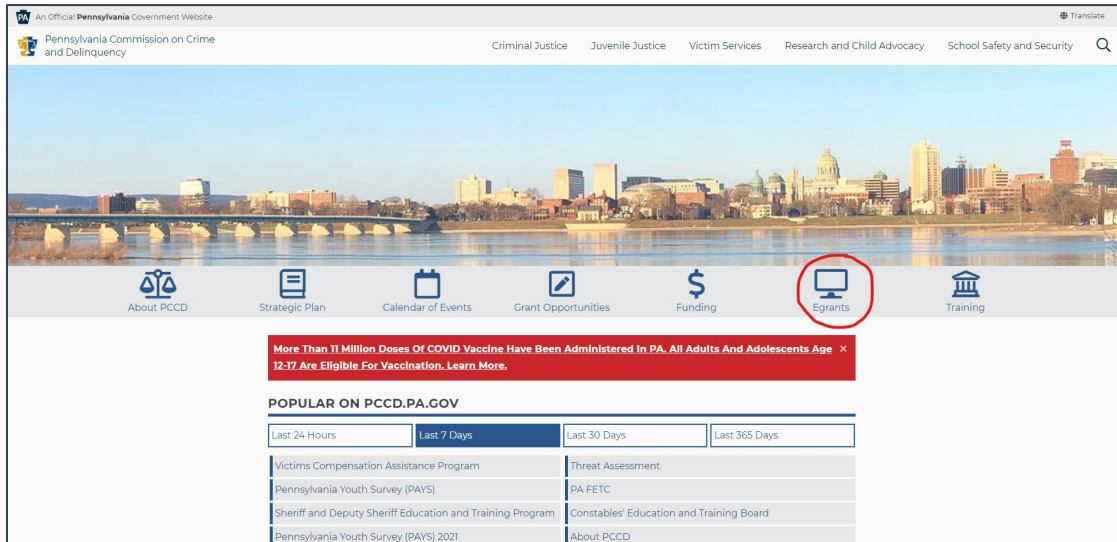 PA An Official Pennsylvania Government Website
Translate
Pennsylvania Commission on Crime
and Delinquency
Criminal Justice
Juvenile Justice
Victim Services
Research and Child Advocacy
School Safety and Security
About PCCD
Strategic Plan
Calendar of Events
Grant Opportunities
Funding
Egrants
Training
More Than 11 Million Doses Of COVID Vaccine Have Been Administered In PA. All Adults And Adolescents Age ×
12-17 Are Eligible For Vaccination. Learn More.
POPULAR ON PCCD.PA.GOV
Last 24 Hours
Last 7 Days
Last 30 Days
Last 365 Days
Victims Compensation Assistance Program
Threat Assessment
Pennsylvania Youth Survey (PAYS)
PA FETC
Sheriff and Deputy Sheriff Education and Training Program
Constables' Education and Training Board
Pennsylvania Youth Survey (PAYS) 2021
About PCCD